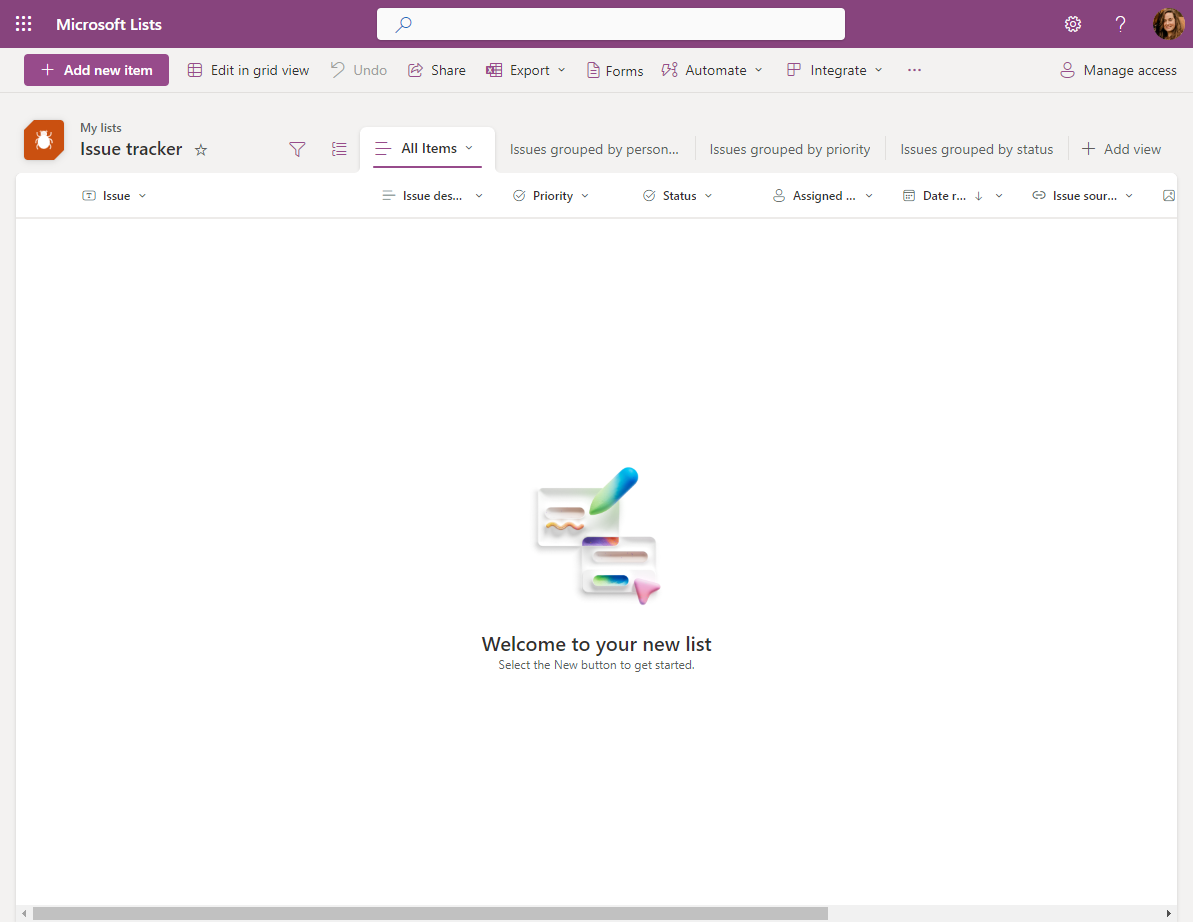 Microsoft Lists
Add new item
Edit in grid view
Undo
Share
Export
Forms
Automate
Integrate
...
Manage access
My lists
Issue tracker
All Items
Issues grouped by person...
Issues grouped by priority
Issues grouped by status
Add view
Issue
Issue des...
Priority
Status
Assigned ...
Date r...
Issue sour...
Welcome to your new list
Select the New button to get started.